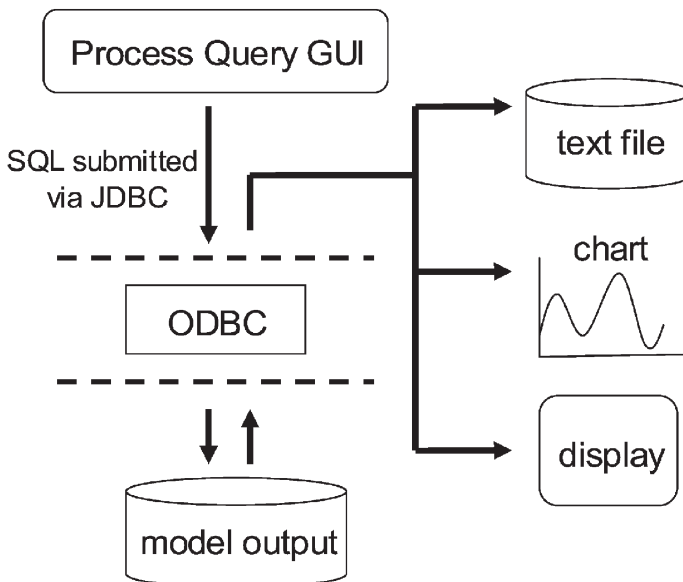 Process Query GUI
SQL submitted
via JDBC
ODBC
model output
text file
chart
display